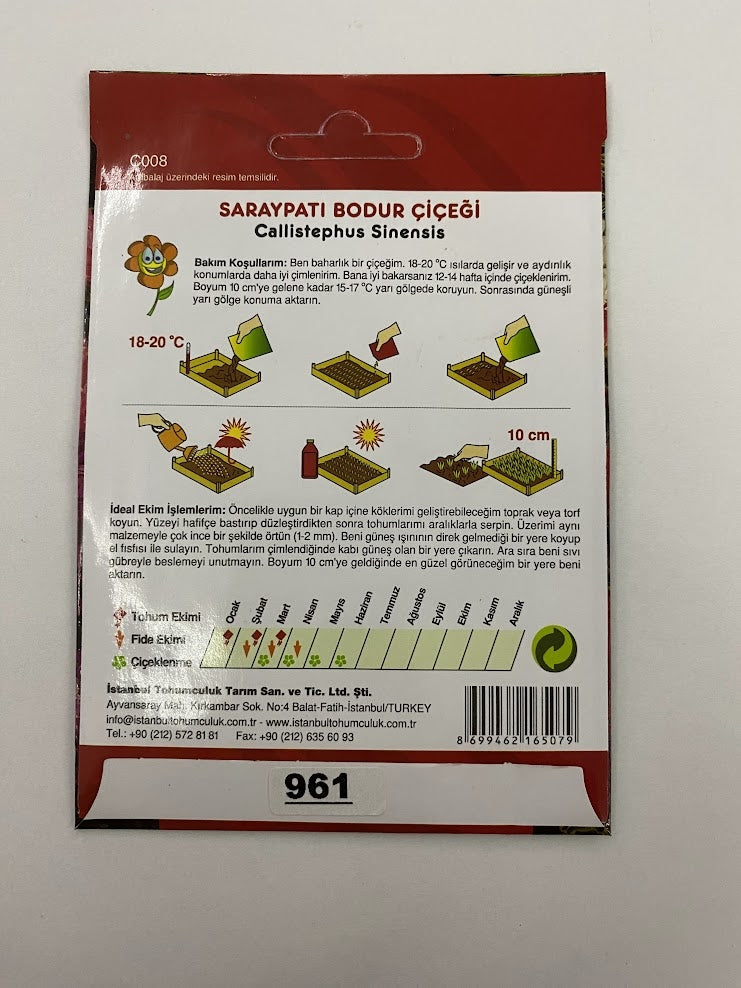 C008
Ambalaj üzerindeki resim temsilidir.
SARAYPATI BODUR ÇİÇEĞİ
Callistephus Sinensis
Bakım Koşullarım: Ben baharlık bir çiçeğim. 18-20 °C ısılarda gelişir ve aydınlık
konumlarda daha iyi çimlenirim. Bana iyi bakarsanız 12-14 hafta içinde çiçeklenirim.
Boyum 10 cm'ye gelene kadar 15-17 °C yarı gölgede koruyun. Sonrasında güneşli
yarı gölge konuma aktarın.
18-20 °C
10 cm
İdeal Ekim İşlemlerim: Öncelikle uygun bir kap içine köklerimi geliştirebileceğim toprak veya torf
koyun. Yüzeyi hafifçe bastırıp düzleştirdikten sonra tohumlarımı aralıklarla serpin. Üzerimi aynı
malzemeyle çok ince bir şekilde örtün (1-2 mm). Beni güneş ışınının direk gelmediği bir yere koyup
el fısfısı ile sulayın. Tohumlarım çimlendiğinde kabı güneş olan bir yere çıkarın. Ara sıra beni sıvı
gübreyle beslemeyi unutmayın. Boyum 10 cm'ye geldiğinde en güzel görüneceğim bir yere beni
aktarın.
Ocak Şubat Mart Nisan Mayıs Haziran Temmuz Ağustos Eylül Ekim Kasım Aralık
Tohum Ekimi
Fide Ekimi
Çiçeklenme
İstanbul Tohumculuk Tarım San. ve Tic. Ltd. Şti.
Ayvansaray Mah. Kırkambar Sok. No:4 Balat-Fatih-İstanbul/TURKEY
info@istanbultohumculuk.com.tr - www.istanbultohumculuk.com.tr
Tel.: +90 (212) 572 81 81 Fax: +90 (212) 635 60 93
8 699462 165079
961